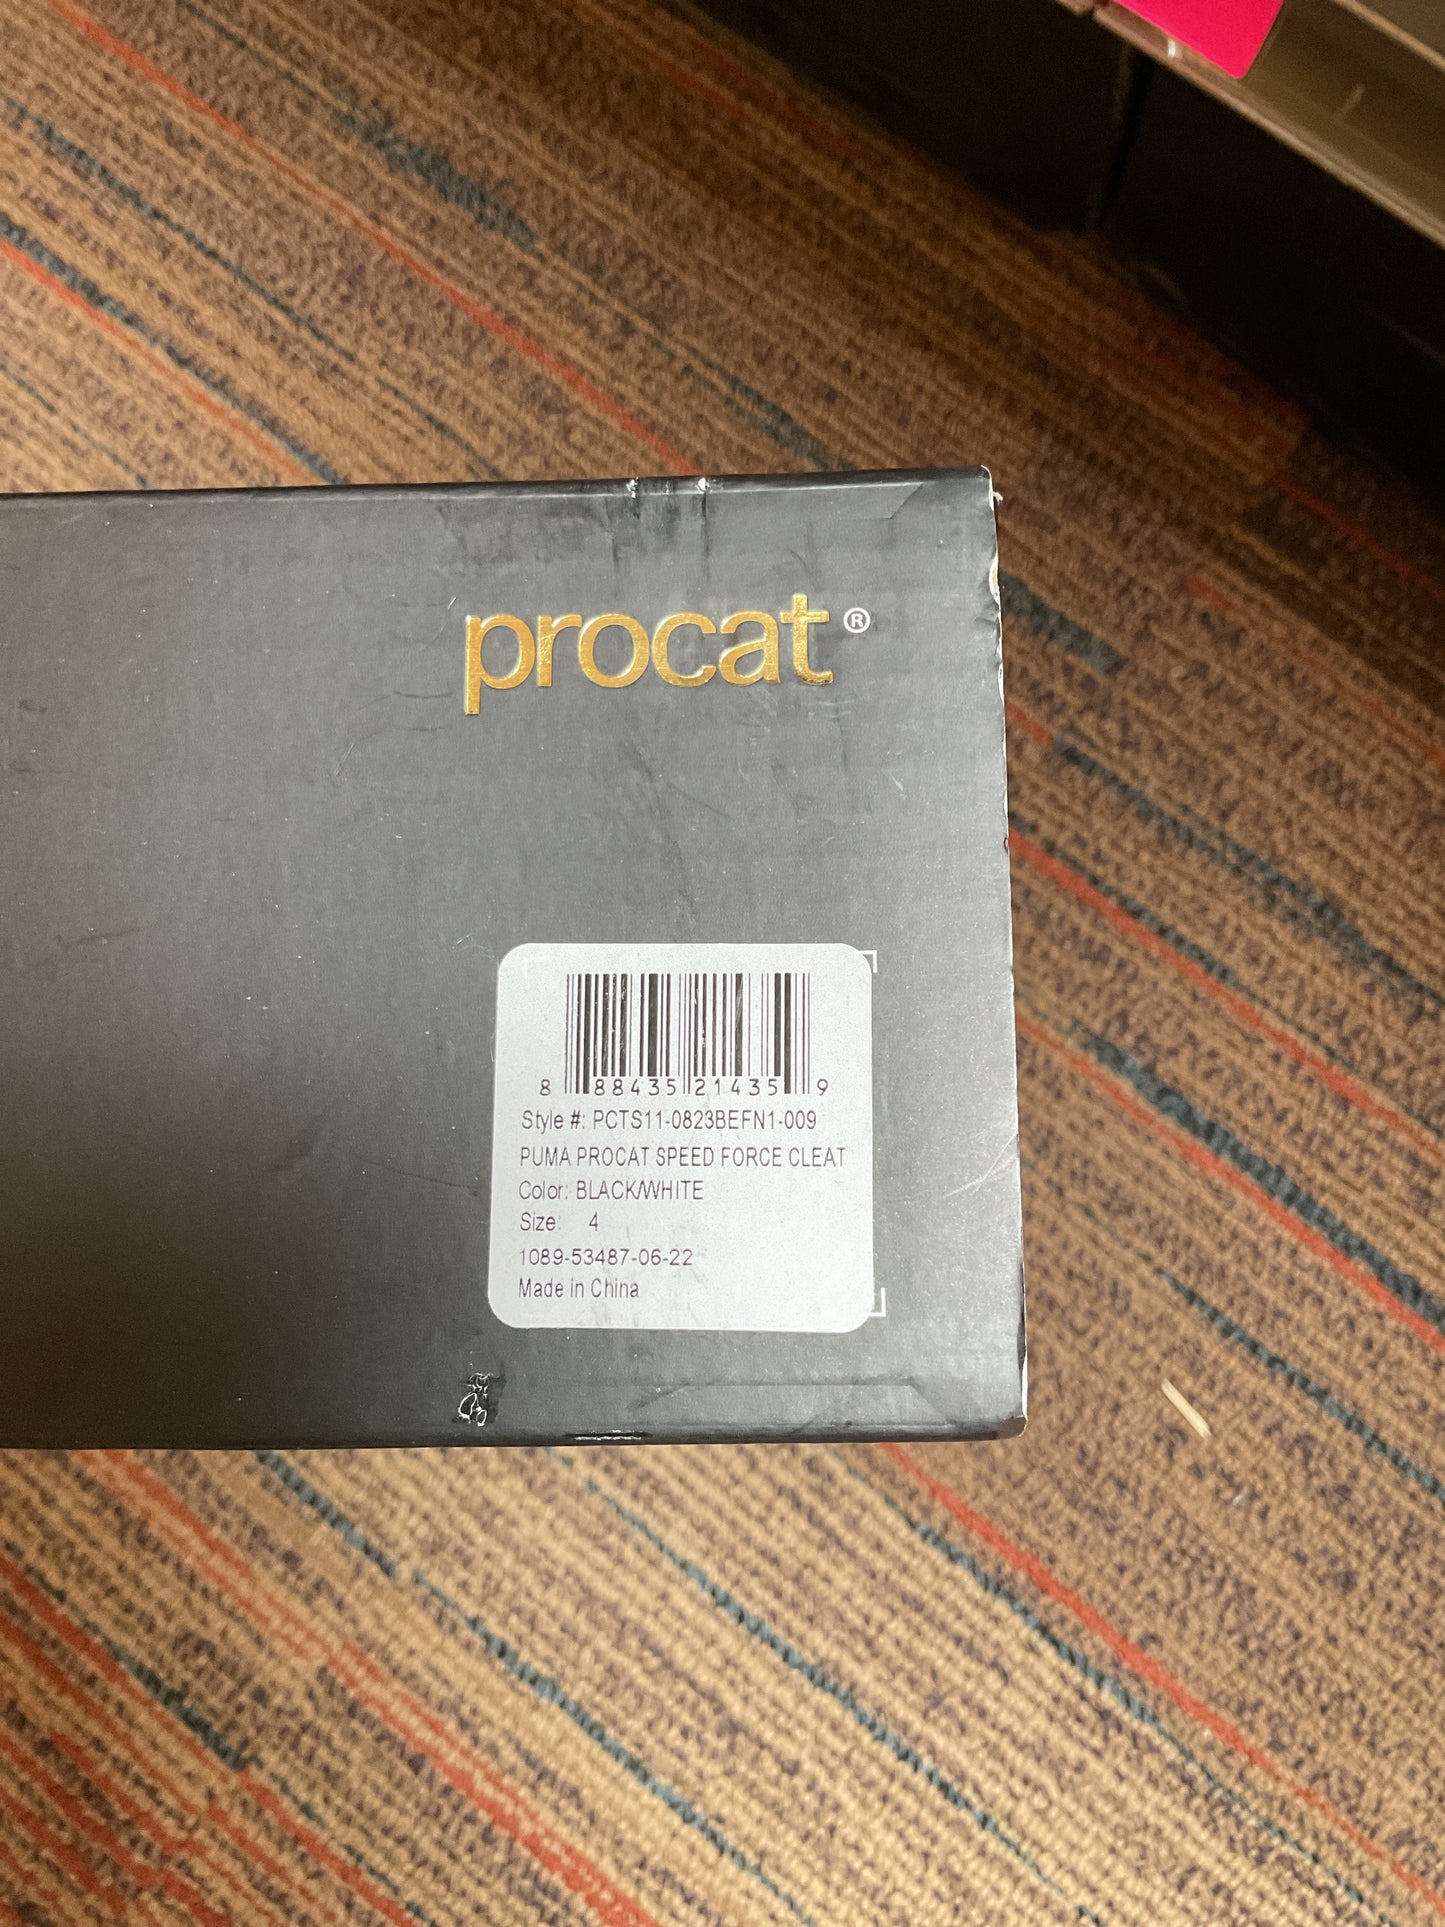 procat®
8 88435 21435 9
Style #: PCTS11-0823BEFN1-009
PUMA PROCAT SPEED FORCE CLEAT
Color: BLACK/WHITE
Size: 4
1089-53487-06-22
Made in China